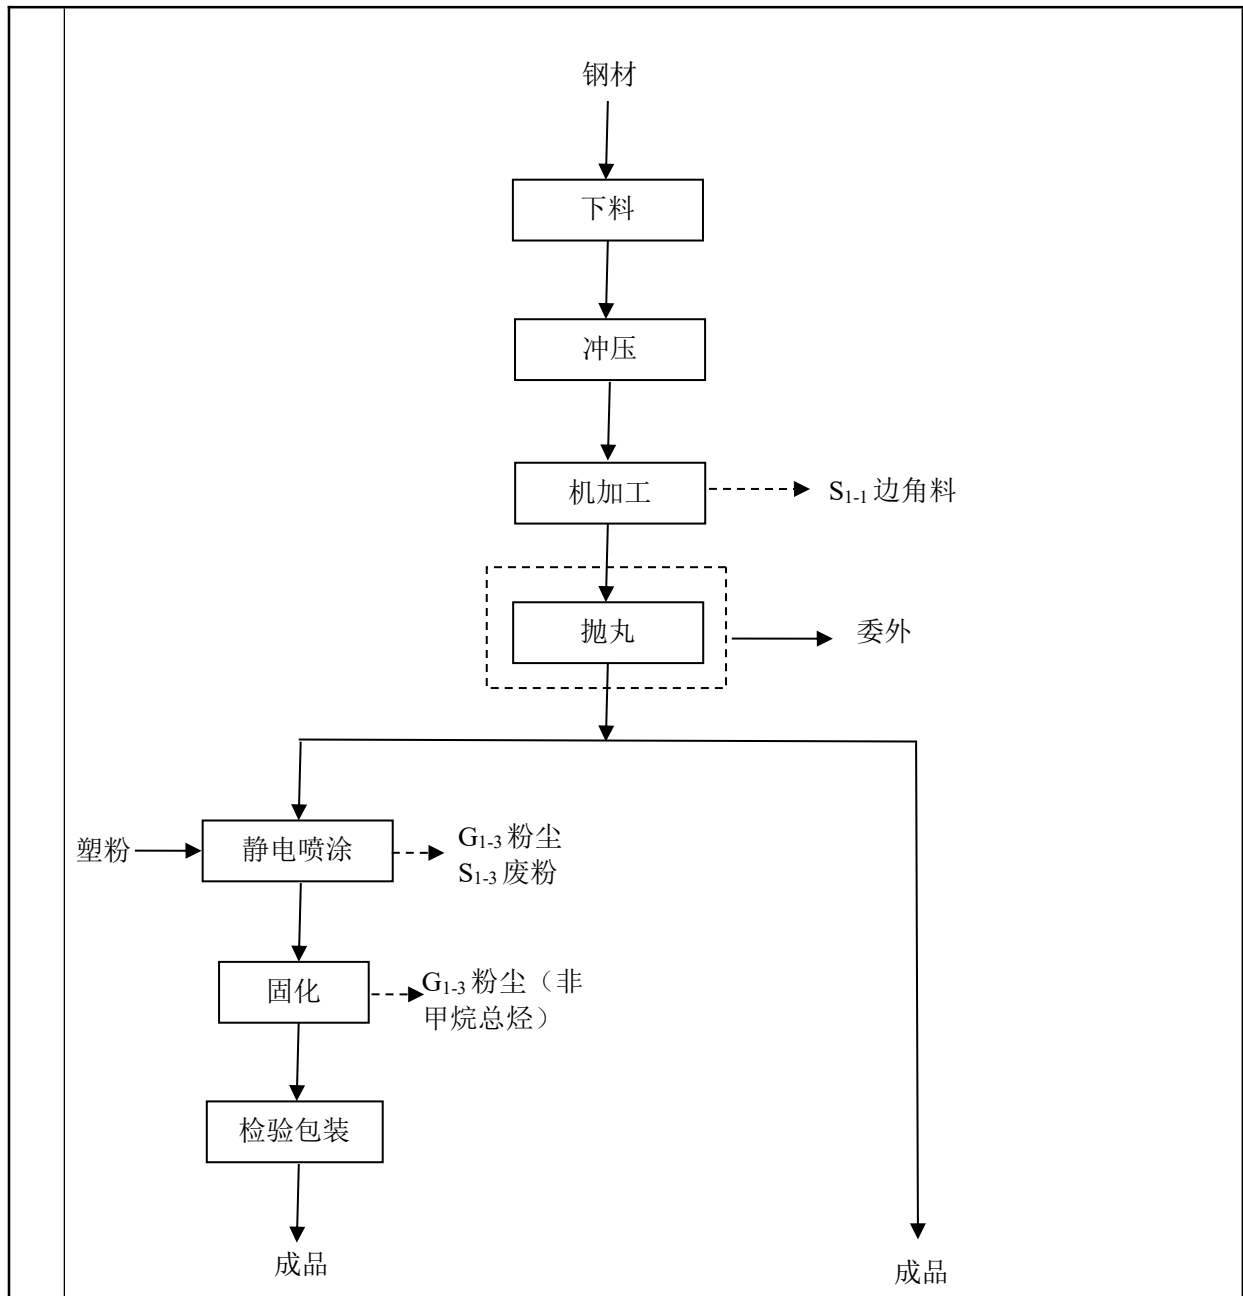 钢材
下料
冲压
机加工
S1-1 边角料
抛丸
委外
塑粉
静电喷涂
G1-3 粉尘
S1-3 废粉
固化
G1-3 粉尘（非
甲烷总烃）
检验包装
成品
成品